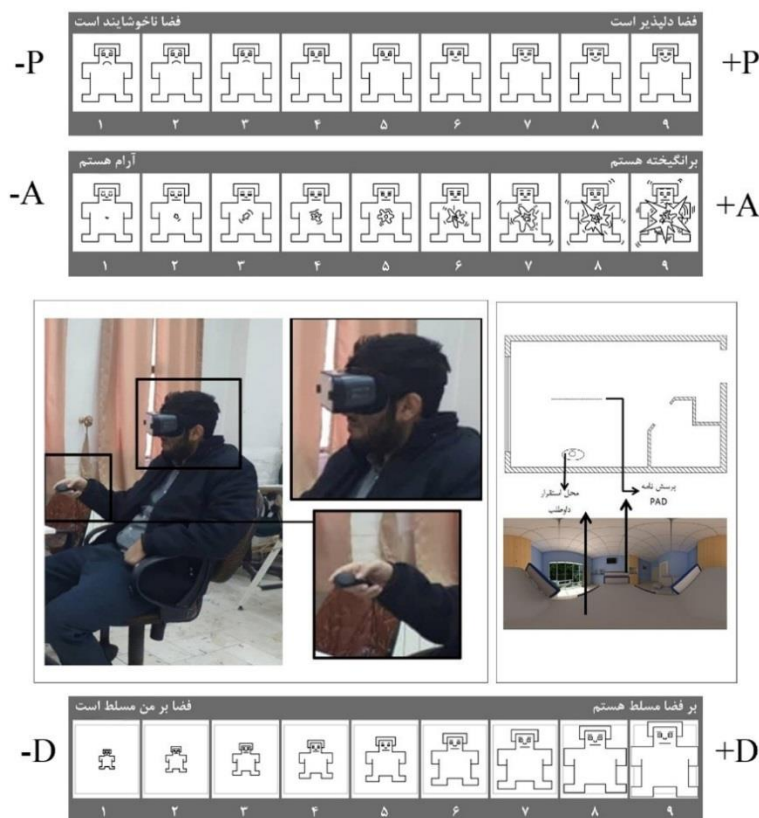 فضا دلپذیر است فضا ناخوشایند است
-P +P
۱ ۲ ۳ ۴ ۵ ۶ ۷ ۸ ۹
برانگیخته هستم آرام هستم
-A +A
۱ ۲ ۳ ۴ ۵ ۶ ۷ ۸ ۹
محل استقرار
داوطلب
پرسش نامه
PAD
بر فضا مسلط هستم فضا بر من مسلط است
-D +D
۱ ۲ ۳ ۴ ۵ ۶ ۷ ۸ ۹